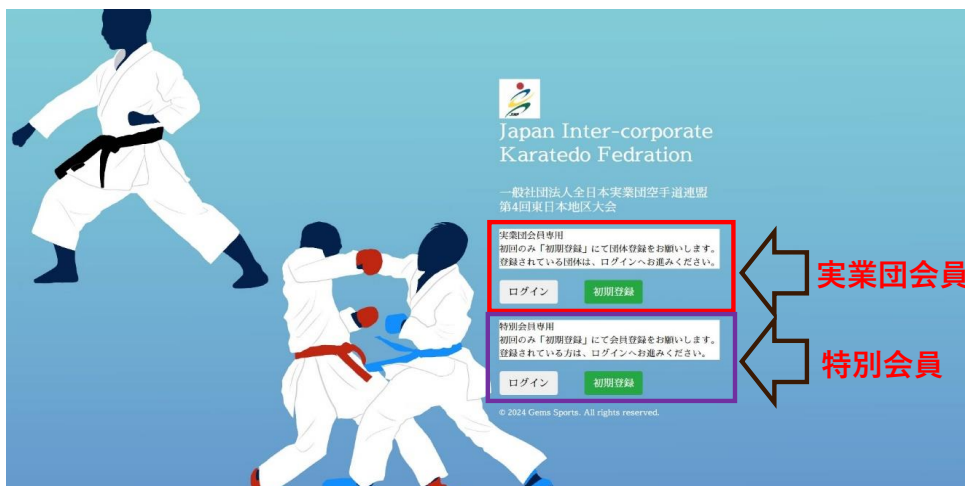 Japan Inter-corporate
Karatedo Fedration
一般社団法人全日本実業団空手道連盟
第4回東日本地区大会
実業団会員専用
初回のみ「初期登録」にて団体登録をお願いします。
登録されている団体は、ログインへお進みください。
ログイン 初期登録
実業団会員
特別会員専用
初回のみ「初期登録」にて会員登録をお願いします。
登録されている方は、ログインへお進みください。
ログイン 初期登録
特別会員
© 2024 Gems Sports. All rights reserved.